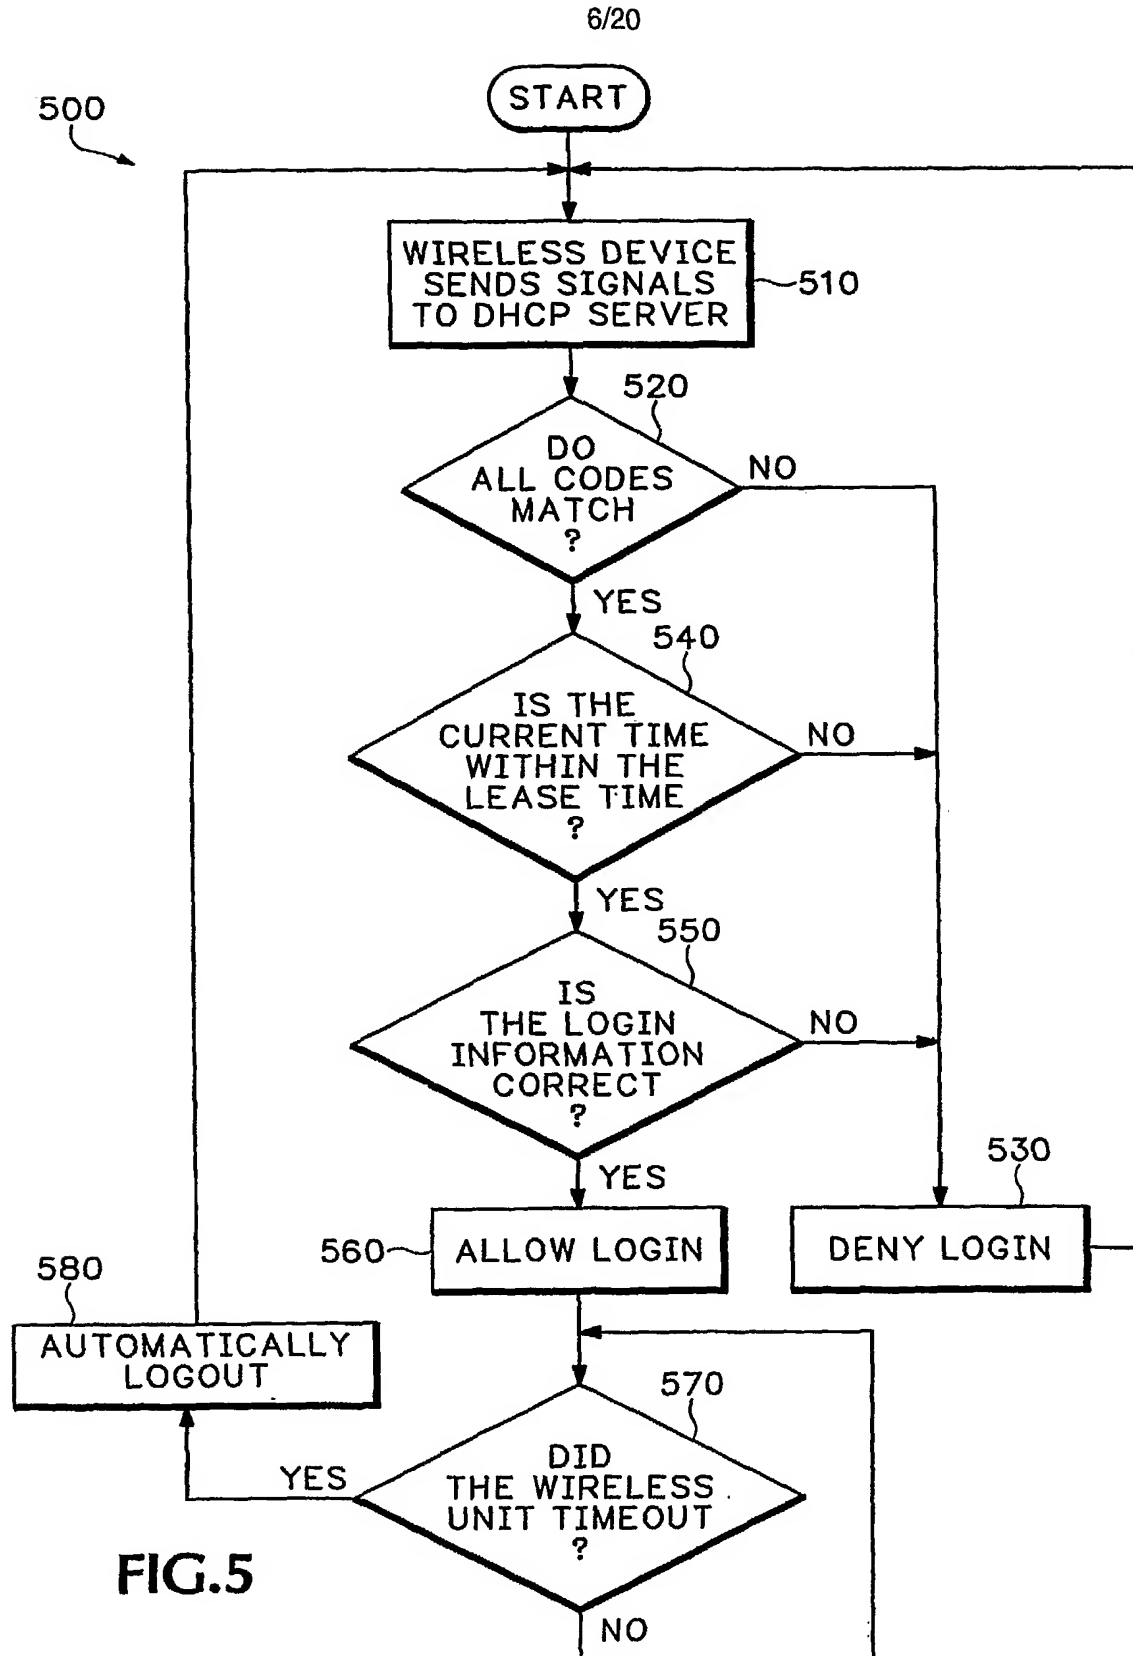 6/20
START
500
WIRELESS DEVICE
SENDS SIGNALS
TO DHCP SERVER
510
520
DO
ALL CODES
MATCH
?
NO
YES
540
IS THE
CURRENT TIME
WITHIN THE
LEASE TIME
?
NO
YES
550
IS
THE LOGIN
INFORMATION
CORRECT
?
NO
YES
530
560
ALLOW LOGIN
DENY LOGIN
580
AUTOMATICALLY
LOGOUT
570
DID
THE WIRELESS
UNIT TIMEOUT
?
YES
NO
FIG.5